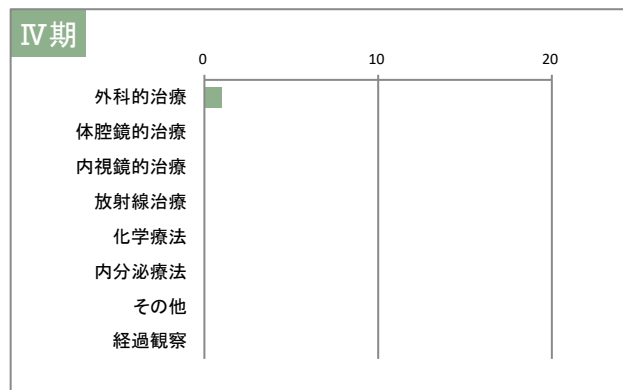 Ⅳ期
0 10 20
外科的治療
体腔鏡的治療
内視鏡的治療
放射線治療
化学療法
内分泌療法
その他
経過観察